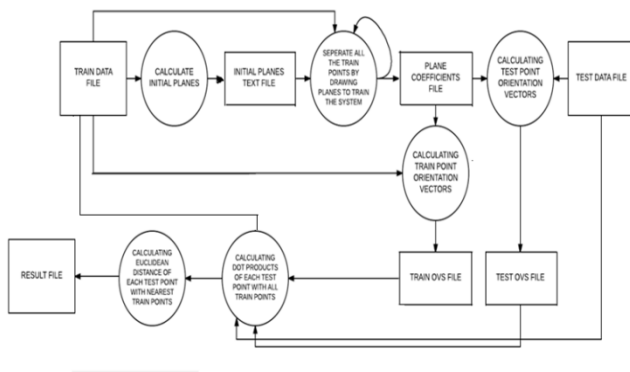 TRAIN DATA
FILE
CALCULATE
INITIAL PLANES
INITIAL PLANES
TEXT FILE
SEPERATE ALL
THE TRAIN
POINTS BY
DRAWING
PLANES TO TRAIN
THE SYSTEM
PLANE
COEFFICIENTS
FILE
CALCULATING
TEST POINT
ORIENTATION
VECTORS
TEST DATA FILE
CALCULATING
TRAIN POINT
ORIENTATION
VECTORS
RESULT FILE
CALCULATING
EUCLIDEAN
DISTANCE OF
EACH TEST POINT
WITH NEAREST
TRAIN POINTS
CALCULATING
DOT PRODUCTS
OF EACH TEST
POINT WITH ALL
TRAIN POINTS
TRAIN OVS FILE
TEST OVS FILE